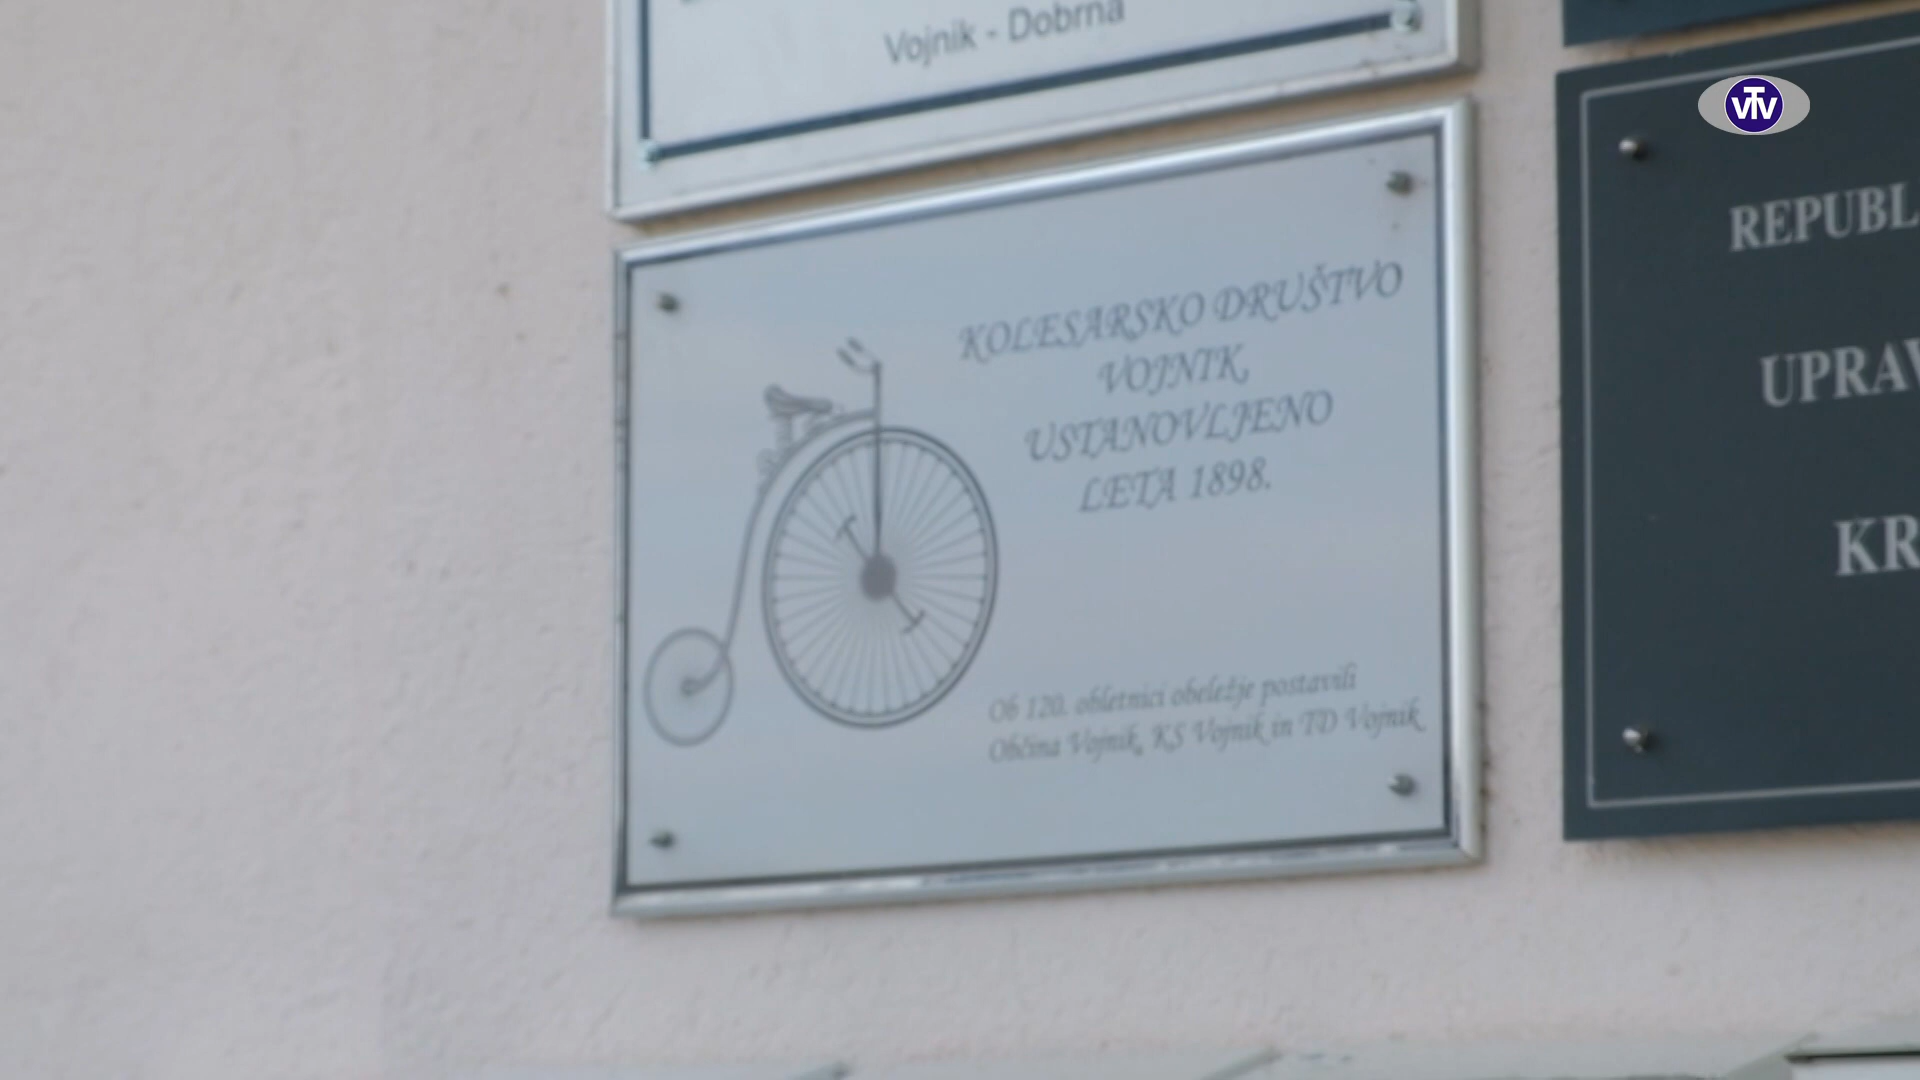 Vojnik - Dobrna
KOLESARSKO DRUŠTVO
VOJNIK,
USTANOVLJENO
LETA 1898.
Ob 120. obletnici obeležje postavili
Občina Vojnik, KS Vojnik in TD Vojnik
REPUBL
UPRAV
KR
VTV